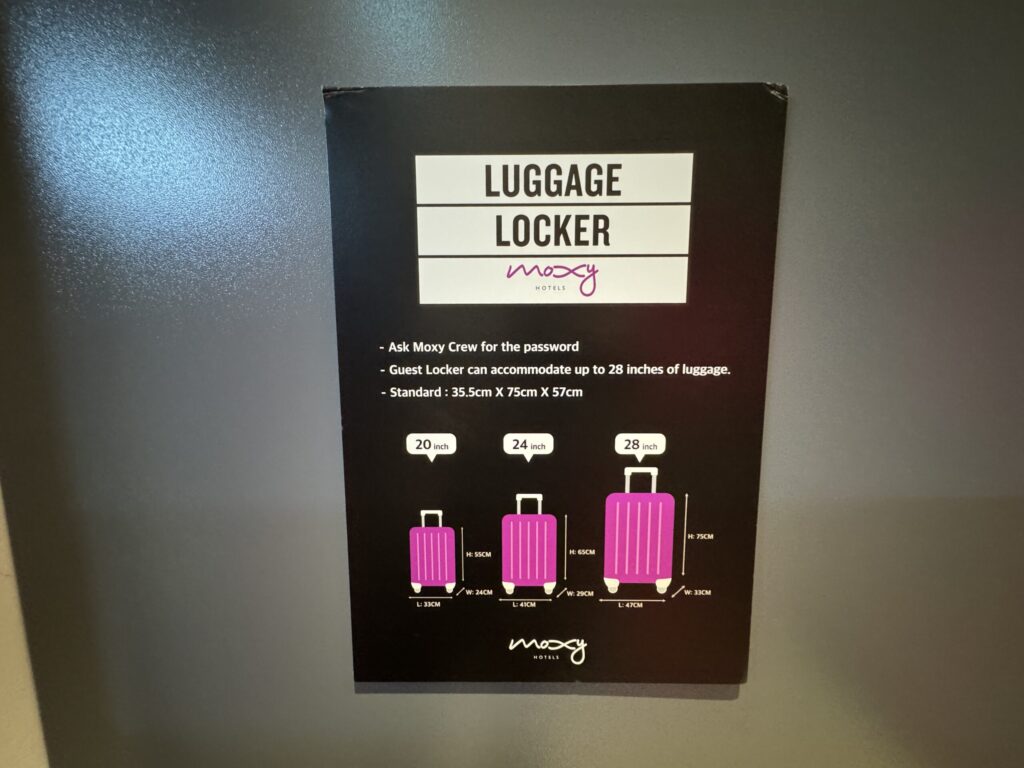 LUGGAGE
LOCKER
moxy
HOTELS
- Ask Moxy Crew for the password
- Guest Locker can accommodate up to 28 inches of luggage.
- Standard : 35.5cm X 75cm X 57cm
20 inch 24 inch 28 inch
H: 55CM H: 65CM H: 75CM
W: 24CM W: 29CM W: 33CM
L: 33CM L: 41CM L: 47CM
moxy
HOTELS